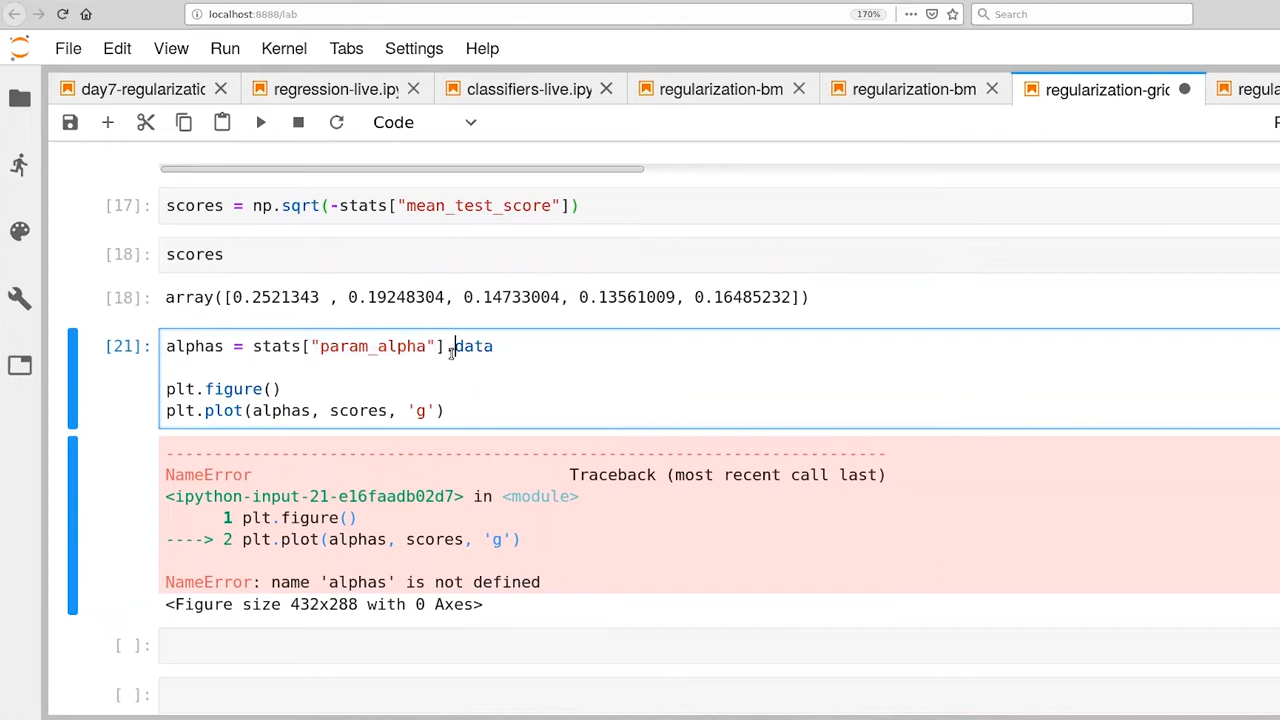 localhost:8888/lab
170%
Search
File Edit View Run Kernel Tabs Settings Help
day7-regularizatic regression-live.ipy classifiers-live.ipy regularization-bm regularization-bm regularization-gric regula
Code
[17]: scores = np.sqrt(-stats["mean_test_score"])
[18]: scores
[18]: array([0.2521343 , 0.19248304, 0.14733004, 0.13561009, 0.16485232])
[21]: alphas = stats["param_alpha"].data
plt.figure()
plt.plot(alphas, scores, 'g')
---------------------------------------------------------------------------
NameError Traceback (most recent call last)
<ipython-input-21-e16faadb02d7> in <module>
1 plt.figure()
----> 2 plt.plot(alphas, scores, 'g')
NameError: name 'alphas' is not defined
<Figure size 432x288 with 0 Axes>
[ ]:
[ ]: